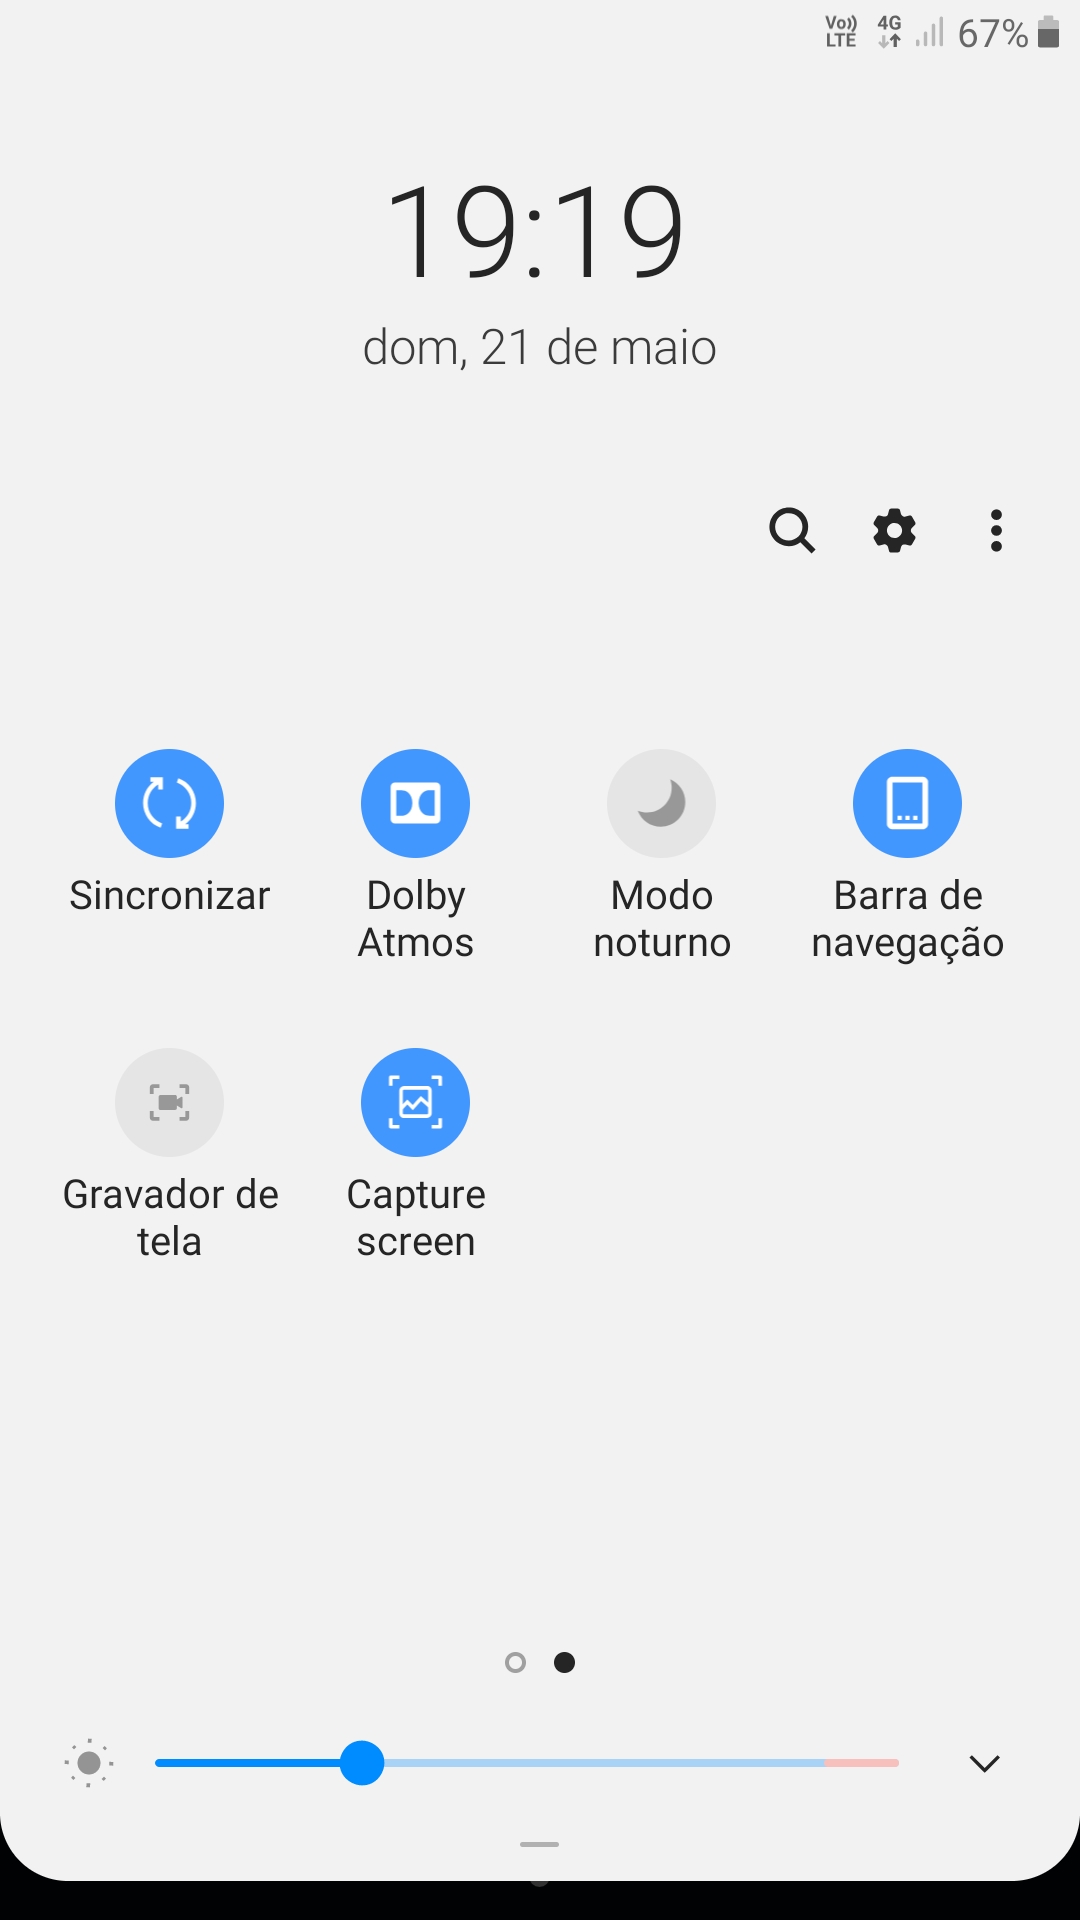 Vo)) LTE 4G 67%
19:19
dom, 21 de maio
Sincronizar
Dolby
Atmos
Modo
noturno
Barra de
navegação
Gravador de
tela
Capture
screen